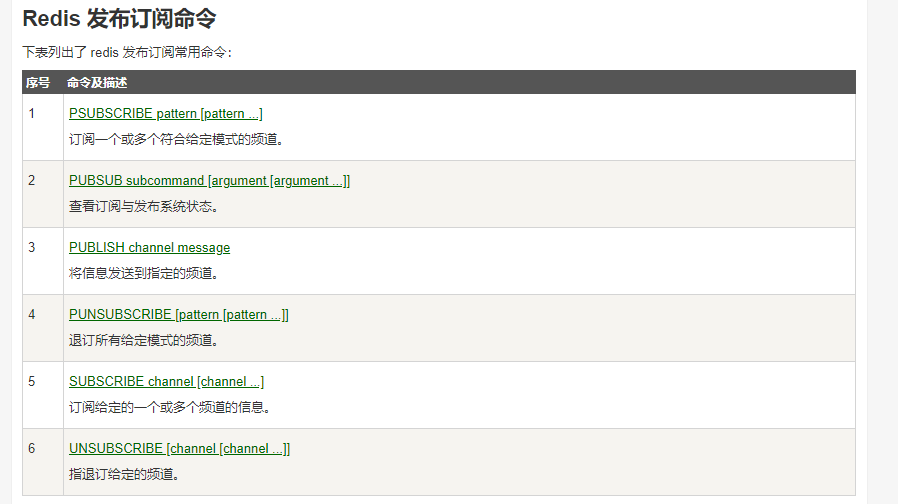 Redis 发布订阅命令
下表列出了 redis 发布订阅常用命令：
序号 命令及描述
1 PSUBSCRIBE pattern [pattern ...]
订阅一个或多个符合给定模式的频道。
2 PUBSUB subcommand [argument [argument ...]]
查看订阅与发布系统状态。
3 PUBLISH channel message
将信息发送到指定的频道。
4 PUNSUBSCRIBE [pattern [pattern ...]]
退订所有给定模式的频道。
5 SUBSCRIBE channel [channel ...]
订阅给定的一个或多个频道的信息。
6 UNSUBSCRIBE [channel [channel ...]]
指退订给定的频道。